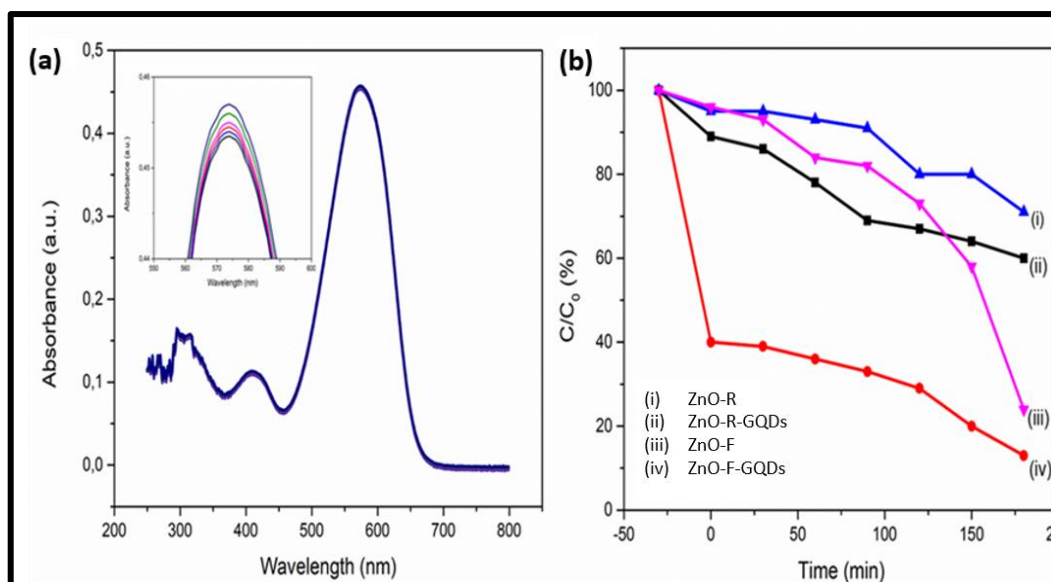 (a)
0,5
0,4
0,3
0,2
0,1
0,0
Absorbance (a.u.)
200 300 400 500 600 700 800
Wavelength (nm)
0,46
0,45
0,44
Absorbance (a.u.)
550 560 570 580 590 600
Wavelength (nm)
(b)
100
80
60
40
20
0
C/C₀ (%)
-50 0 50 100 150 2
Time (min)
(i)
(ii)
(iii)
(iv)
(i) ZnO-R
(ii) ZnO-R-GQDs
(iii) ZnO-F
(iv) ZnO-F-GQDs